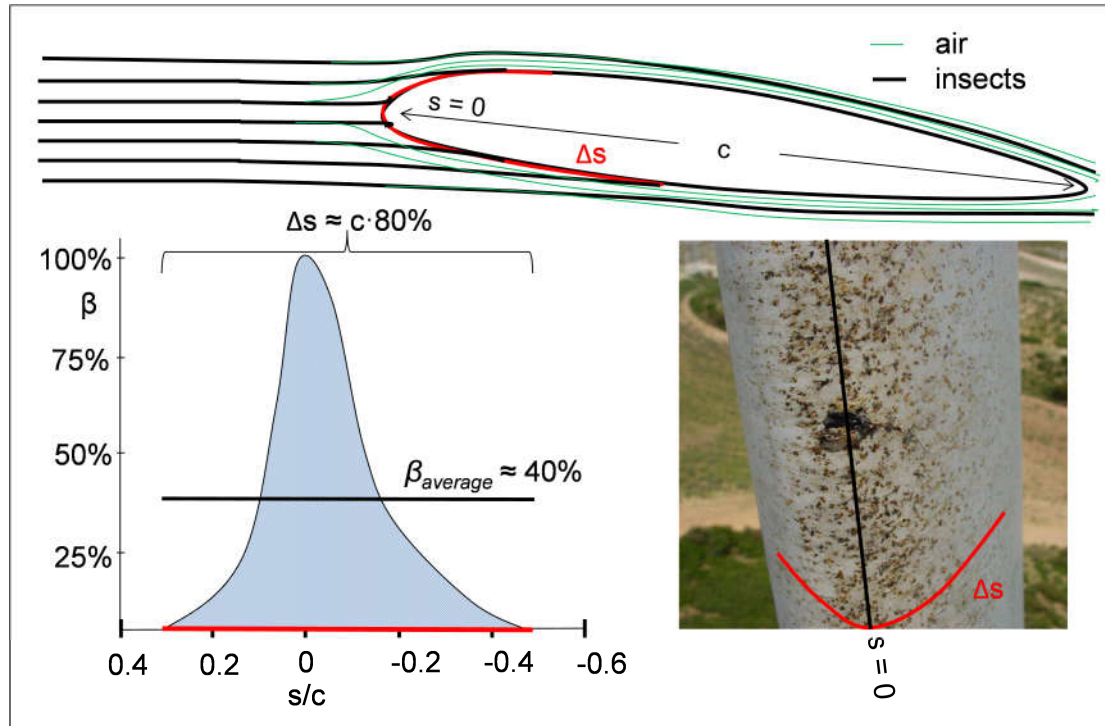 air
insects
s = 0
Δs
c
Δs ≈ c·80%
100%
β
75%
50%
25%
βaverage ≈ 40%
0.4 0.2 0 -0.2 -0.4 -0.6
s/c
Δs
s = 0